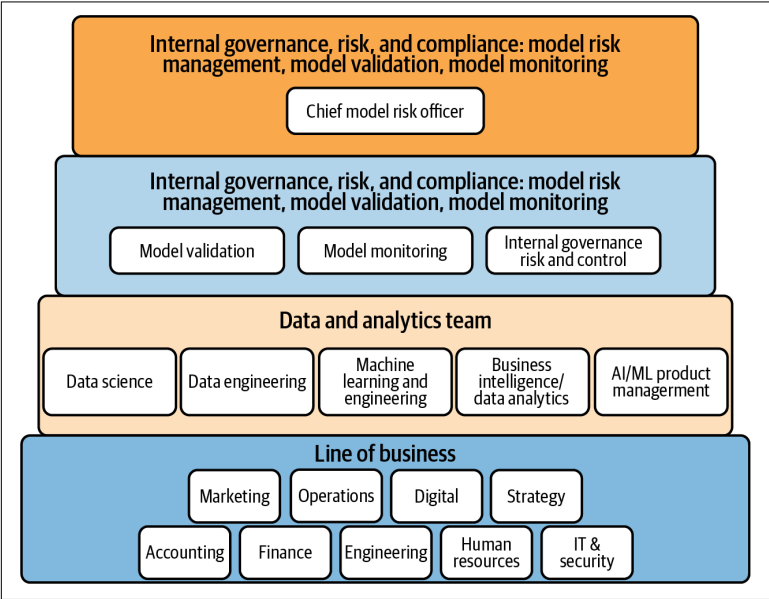 Internal governance, risk, and compliance: model risk
management, model validation, model monitoring
Chief model risk officer
Internal governance, risk, and compliance: model risk
management, model validation, model monitoring
Model validation
Model monitoring
Internal governance
risk and control
Data and analytics team
Data science
Data engineering
Machine
learning and
engineering
Business
intelligence/
data analytics
AI/ML product
managerment
Line of business
Marketing
Operations
Digital
Strategy
Accounting
Finance
Engineering
Human
resources
IT &
security